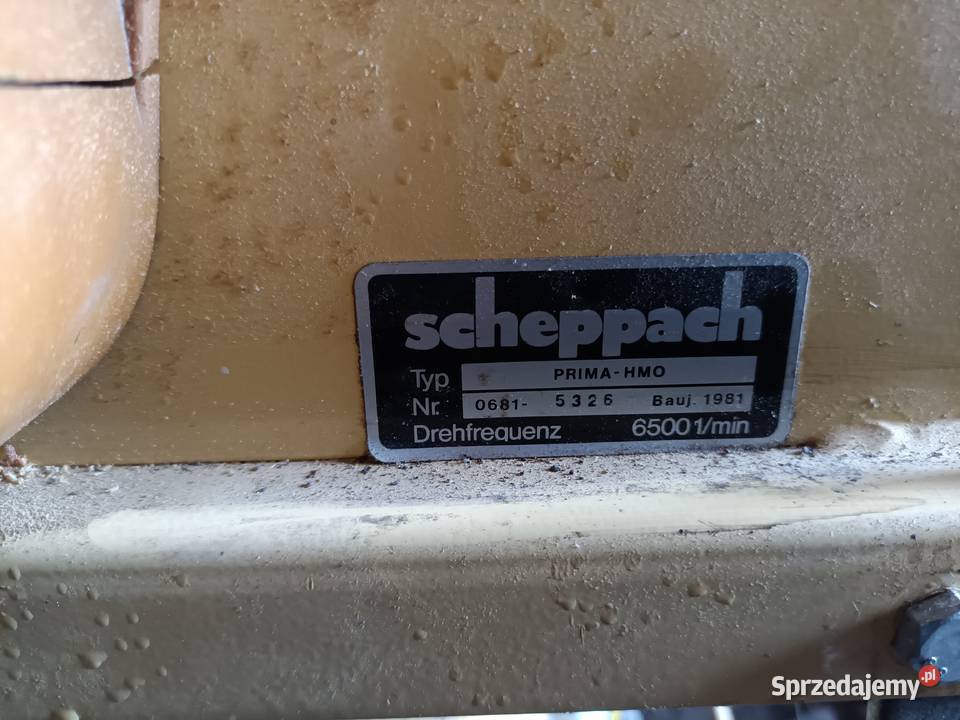 scheppach
Typ PRIMA-HMO
Nr. 0681- 5326 Bauj. 1981
Drehfrequenz 6500 1/min
Sprzedajemy.pl